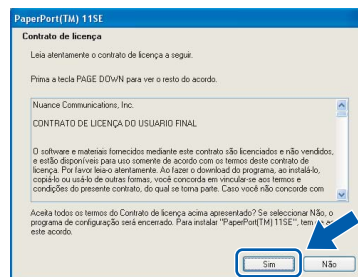 PaperPort(TM) 11SE
Contrato de licença
Leia atentamente o contrato de licença a seguir.
Prima a tecla PAGE DOWN para ver o resto do acordo.
Nuance Communications, Inc.
CONTRATO DE LICENÇA DO USUARIO FINAL
O software e materiais fornecidos mediante este contrato são licenciados e não vendidos,
e estão disponíveis para uso somente de acordo com os termos deste contrato de
licença. Por favor leia-o atentamente. Ao fazer o download do programa, ao instalá-lo,
copiá-lo ou usá-lo de outras formas, você concorda em vincular-se aos termos e
condições do presente contrato, do qual se torna parte. Caso você não concorde com
Aceita todos os termos do Contrato de licença acima apresentado? Se seleccionar Não, o
programa de configuração será encerrado. Para instalar "PaperPort(TM) 11SE", tem
este acordo.
Sim
Não